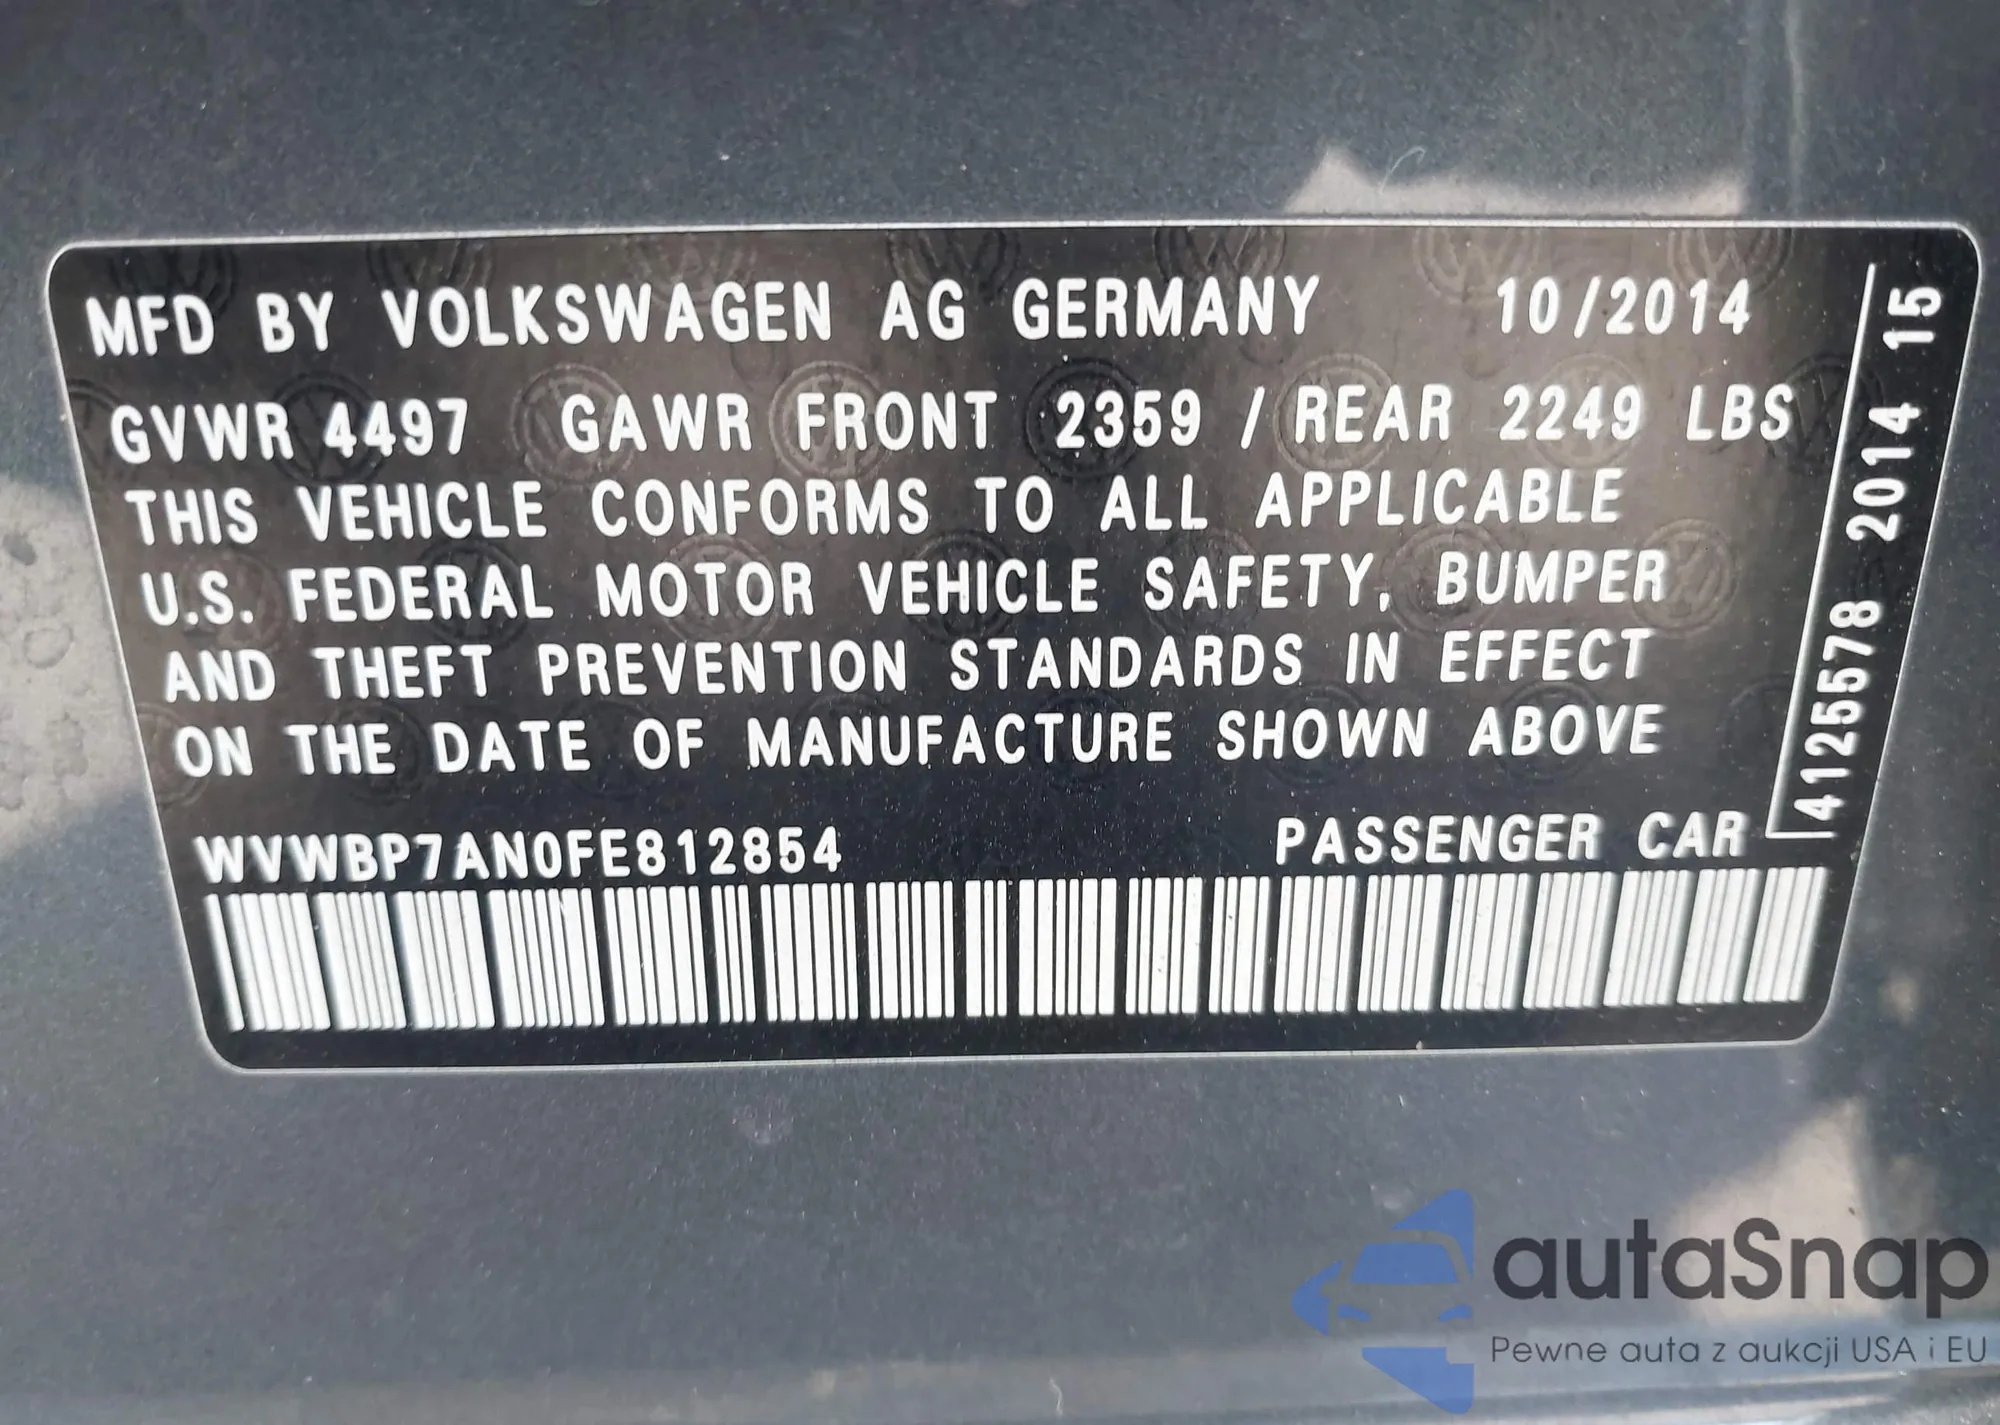 MFD BY VOLKSWAGEN AG GERMANY 10/2014
GVWR 4497 GAWR FRONT 2359 / REAR 2249 LBS
THIS VEHICLE CONFORMS TO ALL APPLICABLE
U.S. FEDERAL MOTOR VEHICLE SAFETY, BUMPER
AND THEFT PREVENTION STANDARDS IN EFFECT
ON THE DATE OF MANUFACTURE SHOWN ABOVE
WVWBP7AN0FE812854 PASSENGER CAR
4125578 2014 15
autaSnap
Pewne auta z aukcji USA i EU